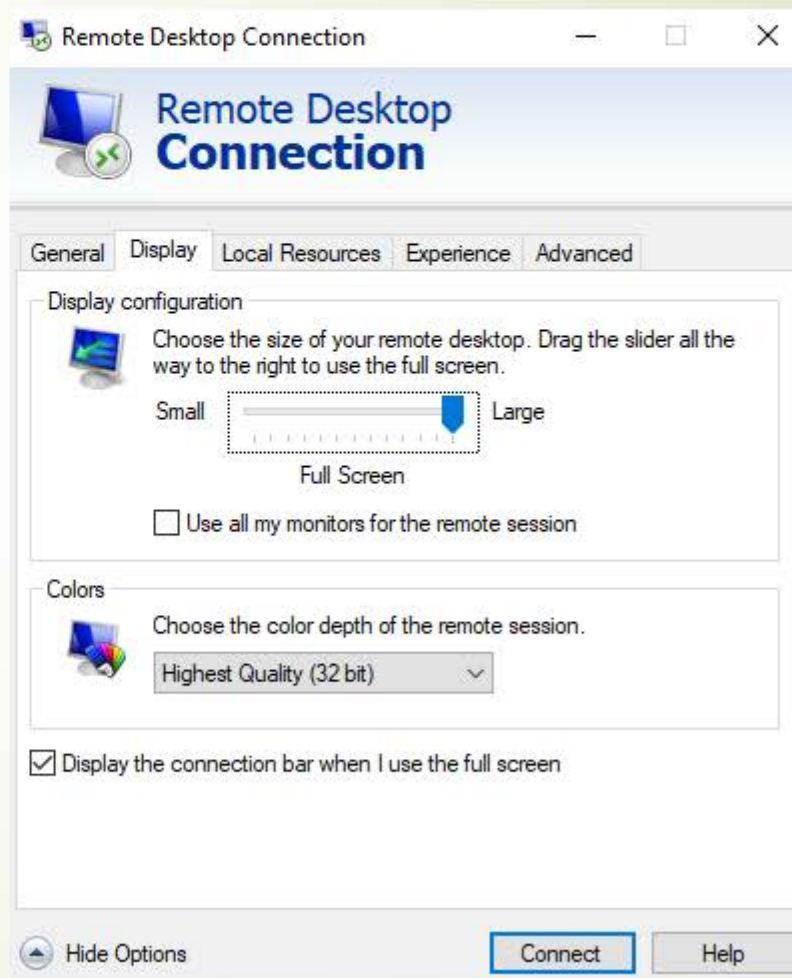 Remote Desktop Connection
Remote Desktop
Connection
General Display Local Resources Experience Advanced
Display configuration
Choose the size of your remote desktop. Drag the slider all the
way to the right to use the full screen.
Small Large
Full Screen
Use all my monitors for the remote session
Colors
Choose the color depth of the remote session.
Highest Quality (32 bit)
Display the connection bar when I use the full screen
Hide Options Connect Help